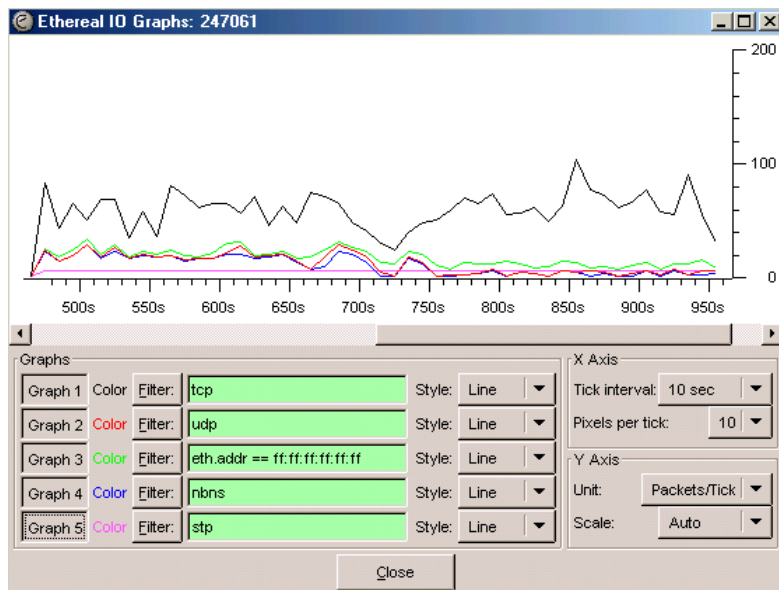 Ethereal IO Graphs: 247061
200
100
0
500s 550s 600s 650s 700s 750s 800s 850s 900s 950s
Graphs
Graph 1 Color Filter: tcp Style: Line
Graph 2 Color Filter: udp Style: Line
Graph 3 Color Filter: eth.addr == ff:ff:ff:ff:ff:ff Style: Line
Graph 4 Color Filter: nbns Style: Line
Graph 5 Color Filter: stp Style: Line
X Axis
Tick interval: 10 sec
Pixels per tick: 10
Y Axis
Unit: Packets/Tick
Scale: Auto
Close